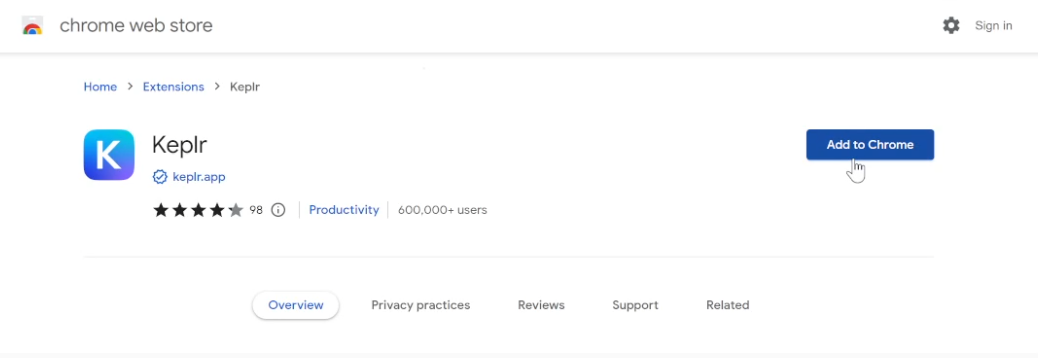 chrome web store
Sign in
Home > Extensions > Keplr
K
Keplr
Add to Chrome
keplr.app
98
Productivity
600,000+ users
Overview
Privacy practices
Reviews
Support
Related